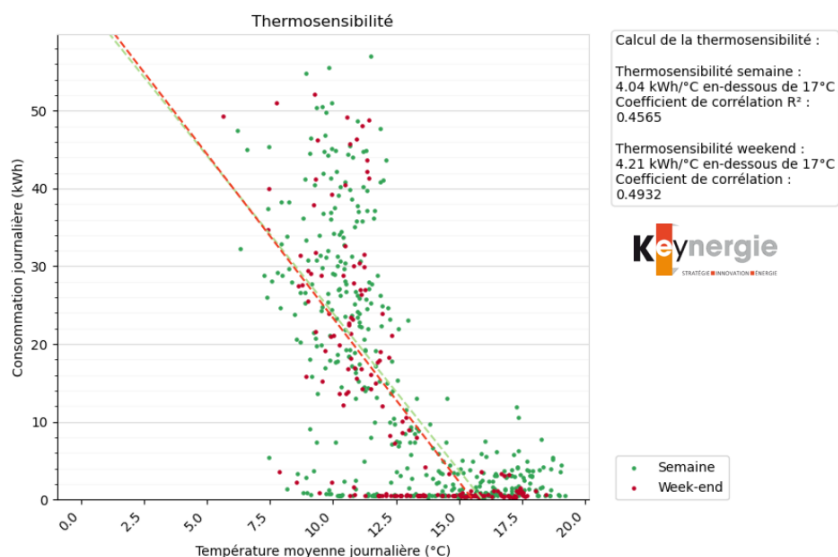 Thermosensibilité
Calcul de la thermosensibilité :
Thermosensibilité semaine :
4.04 kWh/°C en-dessous de 17°C
Coefficient de corrélation R² :
0.4565
Thermosensibilité weekend :
4.21 kWh/°C en-dessous de 17°C
Coefficient de corrélation :
0.4932
Keynergie
STRATÉGIE INNOVATION ÉNERGIE
Consommation journalière (kWh)
50
40
30
20
10
0
0.0 2.5 5.0 7.5 10.0 12.5 15.0 17.5 20.0
Température moyenne journalière (°C)
Semaine
Week-end